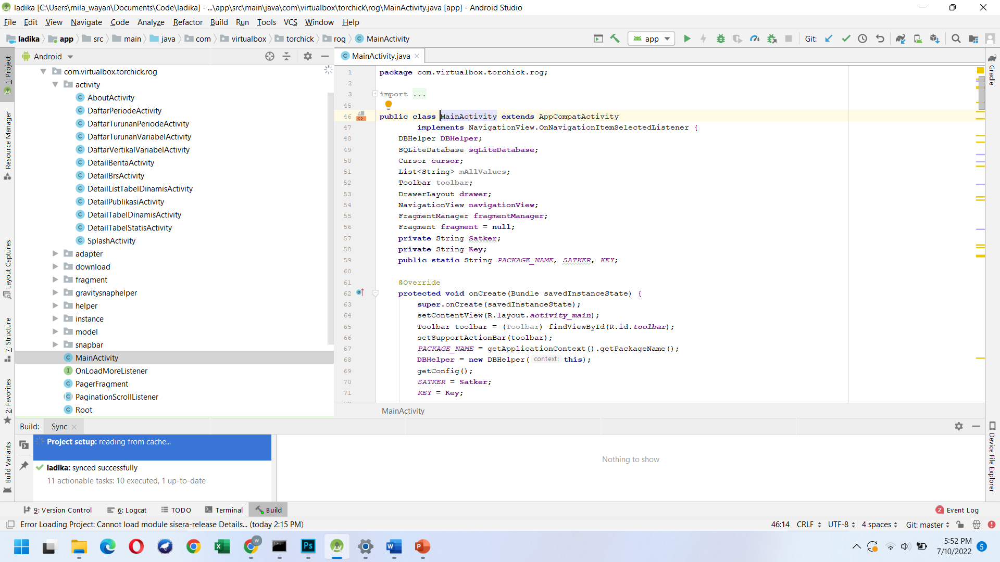 ladika [C:\Users\mila_wayan\Documents\Code\ladika] - ...\app\src\main\java\com\virtualbox\torchick\rog\MainActivity.java [app] - Android Studio
File Edit View Navigate Code Analyze Refactor Build Run Tools VCS Window Help
ladika app src main java com virtualbox torchick rog MainActivity app Git:
Android
MainActivity.java
1: Project
Resource Manager
Layout Captures
7: Structure
2: Favorites
Build Variants
com.virtualbox.torchick.rog
activity
AboutActivity
DaftarPeriodeActivity
DaftarTurunanPeriodeActivity
DaftarTurunanVariabelActivity
DaftarVertikalVariabelActivity
DetailBeritaActivity
DetailBrsActivity
DetailListTabelDinamisActivity
DetailPublikasiActivity
DetailTabelDinamisActivity
DetailTabelStatisActivity
SplashActivity
adapter
download
fragment
gravitysnaphelper
helper
instance
model
snapbar
MainActivity
OnLoadMoreListener
PagerFragment
PaginationScrollListener
Root
1 package com.virtualbox.torchick.rog;
2
3 import ...
45
46 public class MainActivity extends AppCompatActivity
47 implements NavigationView.OnNavigationItemSelectedListener {
48 DBHelper DBHelper;
49 SQLiteDatabase sqLiteDatabase;
50 Cursor cursor;
51 List<String> mAllValues;
52 Toolbar toolbar;
53 DrawerLayout drawer;
54 NavigationView navigationView;
55 FragmentManager fragmentManager;
56 Fragment fragment = null;
57 private String Satker;
58 private String Key;
59 public static String PACKAGE_NAME, SATKER, KEY;
60
61 @Override
62 protected void onCreate(Bundle savedInstanceState) {
63 super.onCreate(savedInstanceState);
64 setContentView(R.layout.activity_main);
65 Toolbar toolbar = (Toolbar) findViewById(R.id.toolbar);
66 setSupportActionBar(toolbar);
67 PACKAGE_NAME = getApplicationContext().getPackageName();
68 DBHelper = new DBHelper( context: this);
69 getConfig();
70 SATKER = Satker;
71 KEY = Key;
MainActivity
Gradle
Device File Explorer
Build: Sync
Project setup: reading from cache...
ladika: synced successfully
11 actionable tasks: 10 executed, 1 up-to-date
Nothing to show
9: Version Control 6: Logcat TODO Terminal Build 2 Event Log
Error Loading Project: Cannot load module sisera-release Details... (today 2:15 PM) 46:14 CRLF UTF-8 4 spaces Git: master
W
Ps
5:52 PM
7/10/2022
5